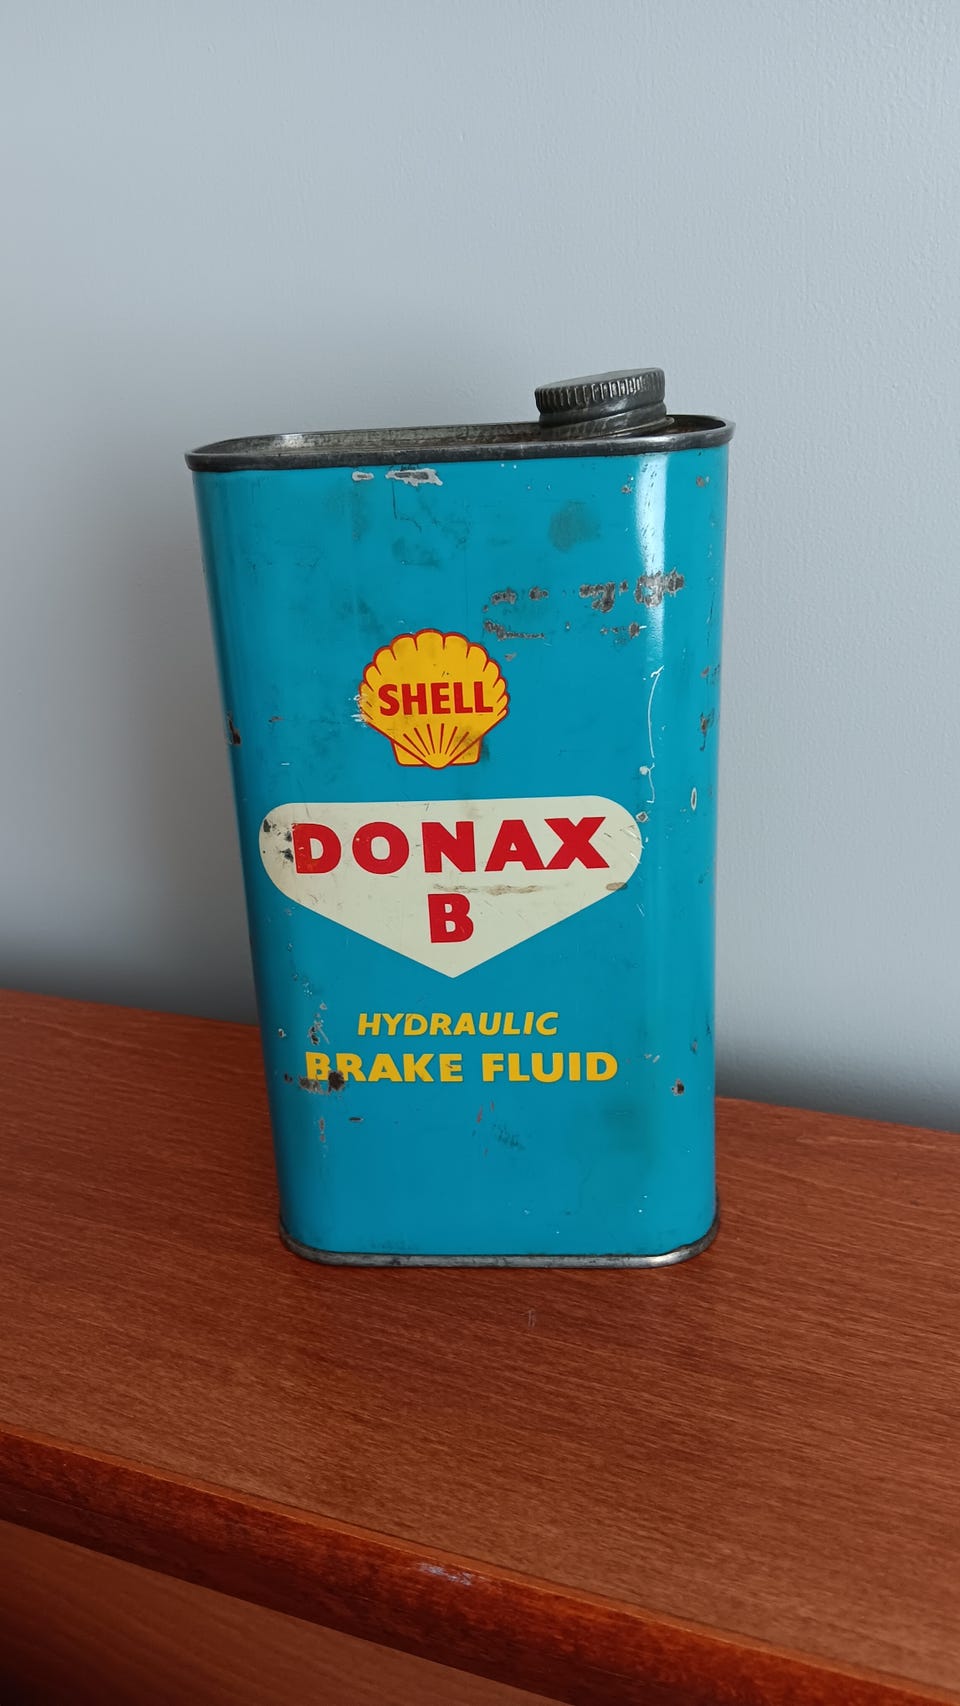 SHELL
DONAX
B
HYDRAULIC
BRAKE FLUID